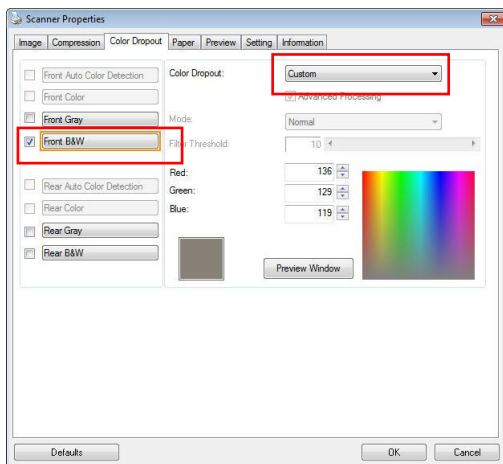 Scanner Properties
Image Compression Color Dropout Paper Preview Setting Information
Front Auto Color Detection
Front Color
Front Gray
Front B&W
Rear Auto Color Detection
Rear Color
Rear Gray
Rear B&W
Color Dropout: Custom
Advanced Processing
Mode: Normal
Filter Threshold: 10
Red: 136
Green: 129
Blue: 119
Preview Window
Defaults OK Cancel